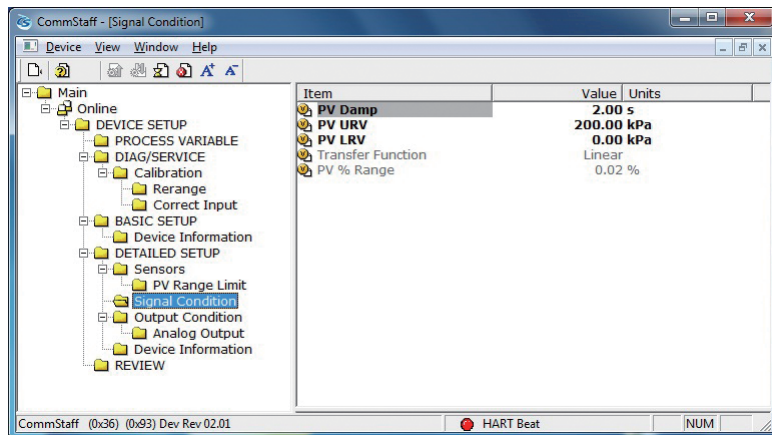 CommStaff - [Signal Condition]
Device View Window Help
A+ A-
Main
Online
DEVICE SETUP
PROCESS VARIABLE
DIAG/SERVICE
Calibration
Rerange
Correct Input
BASIC SETUP
Device Information
DETAILED SETUP
Sensors
PV Range Limit
Signal Condition
Output Condition
Analog Output
Device Information
REVIEW
Item Value Units
PV Damp 2.00 s
PV URV 200.00 kPa
PV LRV 0.00 kPa
Transfer Function Linear
PV % Range 0.02 %
CommStaff (0x36) (0x93) Dev Rev 02.01 HART Beat NUM